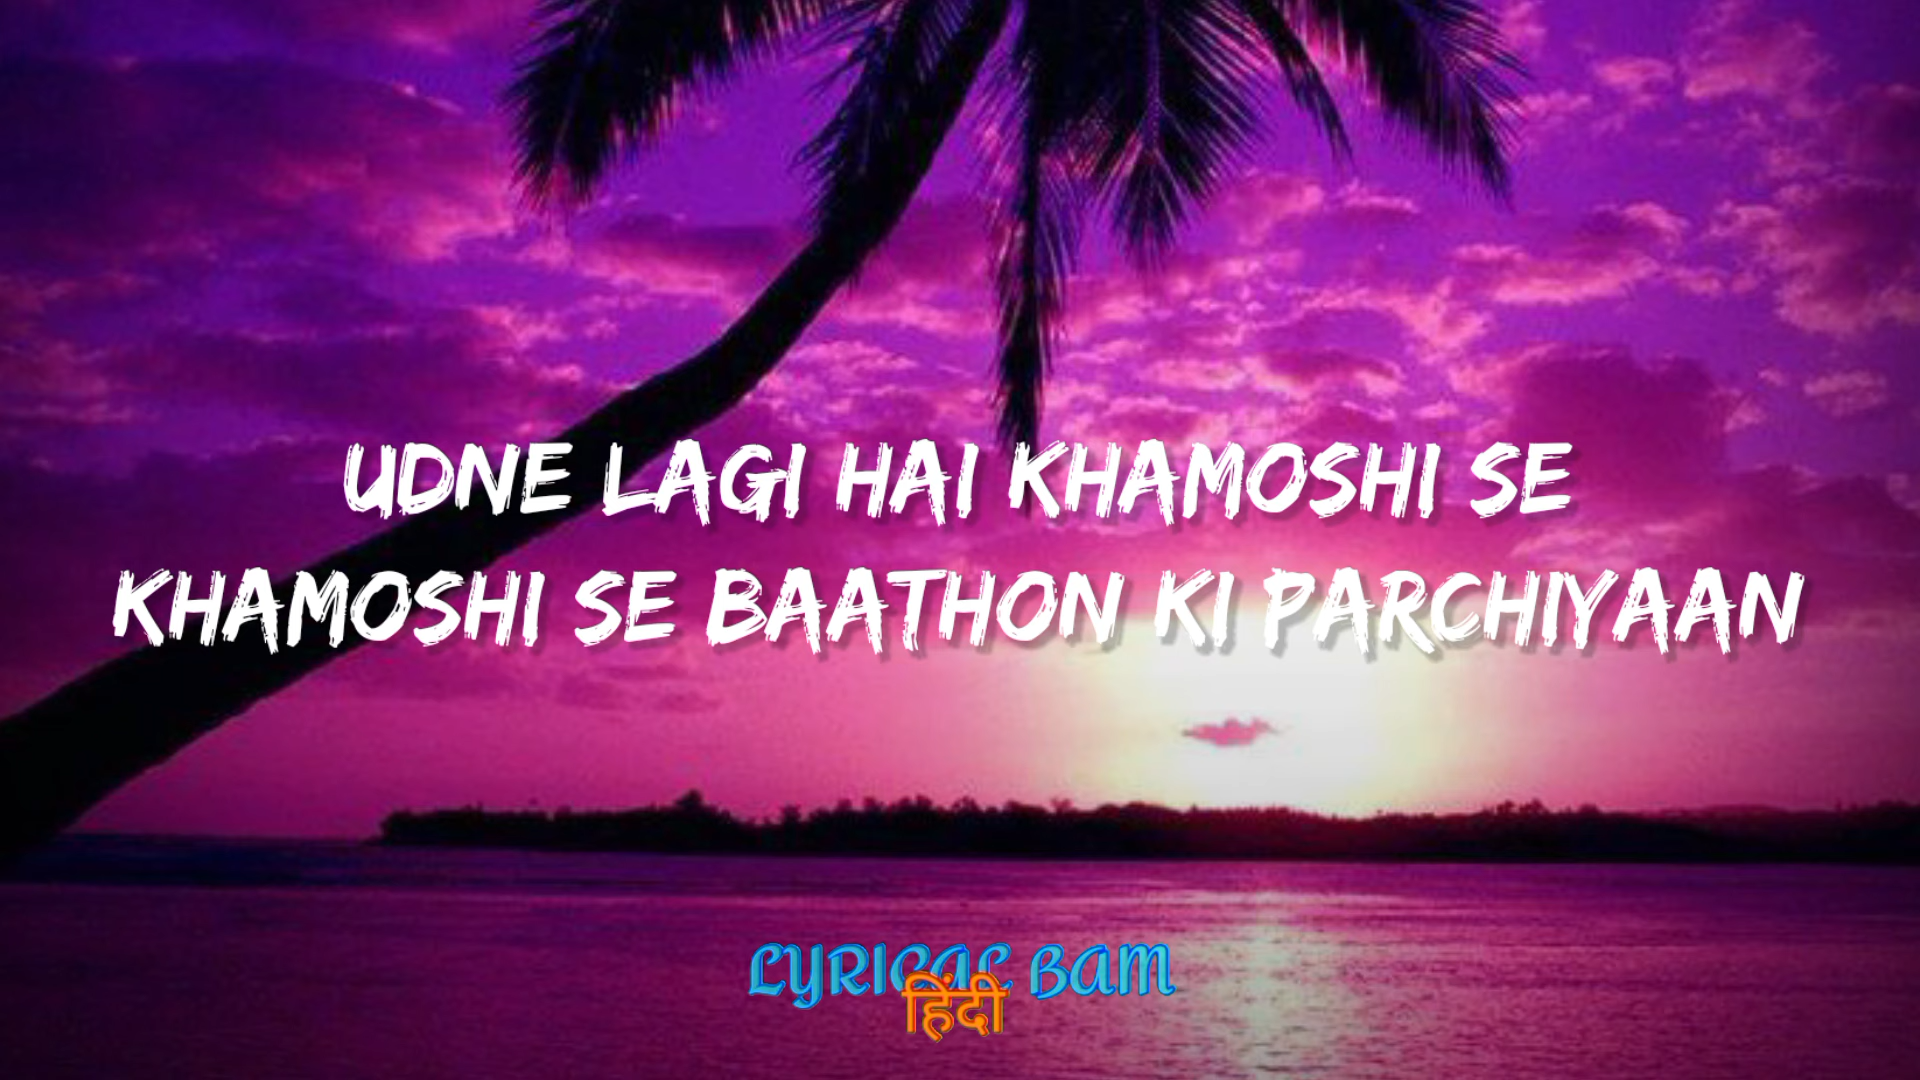 UDNE LAGI HAI KHAMOSHI SE
KHAMOSHI SE BAATHON KI PARCHIYAAN
LYRICAL BAM
हिंदी